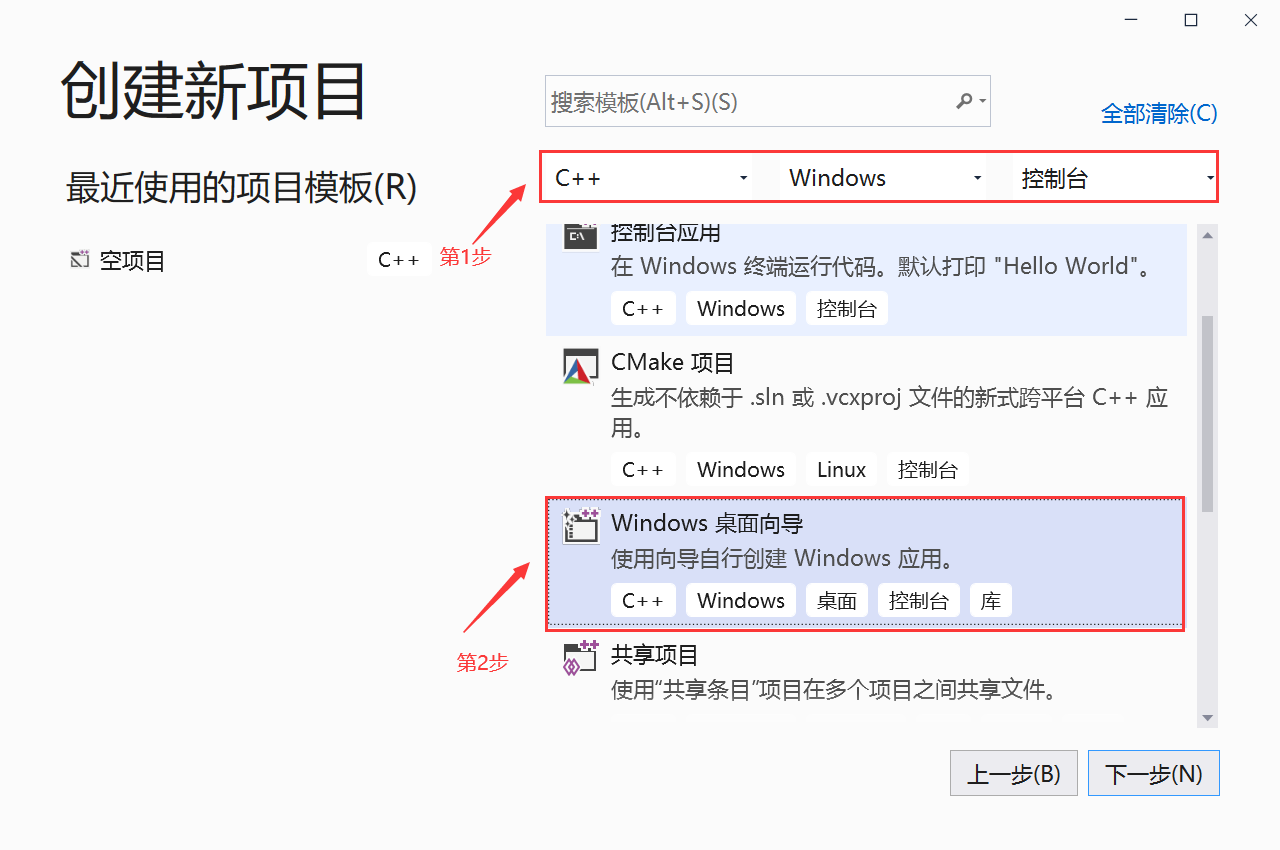 创建新项目
搜索模板(Alt+S)(S)
全部清除(C)
最近使用的项目模板(R)
C++
Windows
控制台
空项目
C++
第1步
控制台应用
在 Windows 终端运行代码。默认打印 "Hello World"。
C++ Windows 控制台
CMake 项目
生成不依赖于 .sln 或 .vcxproj 文件的新式跨平台 C++ 应
用。
C++ Windows Linux 控制台
Windows 桌面向导
使用向导自行创建 Windows 应用。
C++ Windows 桌面 控制台 库
第2步
共享项目
使用“共享条目”项目在多个项目之间共享文件。
上一步(B)
下一步(N)